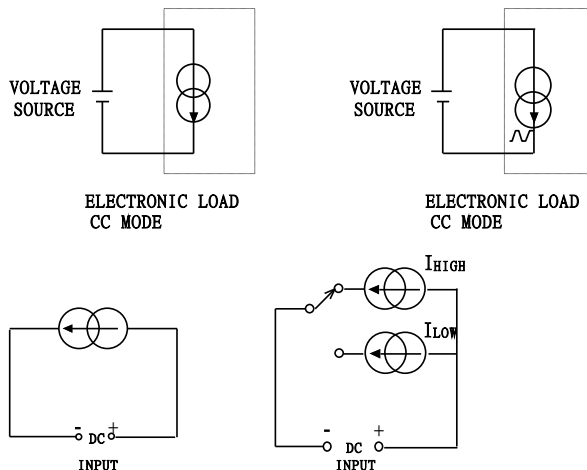 VOLTAGE
SOURCE
ELECTRONIC LOAD
CC MODE
VOLTAGE
SOURCE
ELECTRONIC LOAD
CC MODE
- DC +
INPUT
IHIGH
ILOW
- DC +
INPUT